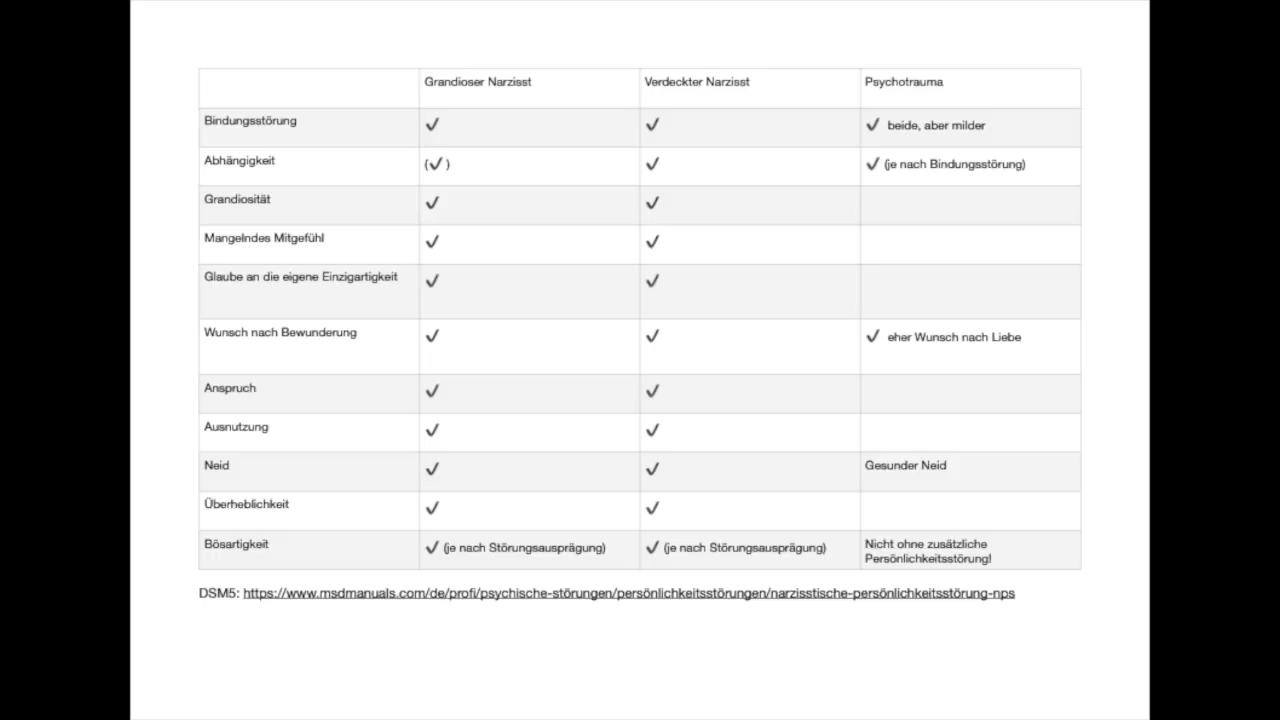 Grandioser Narzisst Verdeckter Narzisst Psychotrauma
Bindungsstörung ✓ ✓ ✓ beide, aber milder
Abhängigkeit (✓) ✓ ✓ (je nach Bindungsstörung)
Grandiosität ✓ ✓
Mangelndes Mitgefühl ✓ ✓
Glaube an die eigene Einzigartigkeit ✓ ✓
Wunsch nach Bewunderung ✓ ✓ ✓ eher Wunsch nach Liebe
Anspruch ✓ ✓
Ausnutzung ✓ ✓
Neid ✓ ✓ Gesunder Neid
Überheblichkeit ✓ ✓
Bösartigkeit ✓ (je nach Störungsausprägung) ✓ (je nach Störungsausprägung) Nicht ohne zusätzliche
Persönlichkeitsstörung!
DSM5: https://www.msdmanuals.com/de/profi/psychische-störungen/persönlichkeitsstörungen/narzisstische-persönlichkeitsstörung-nps